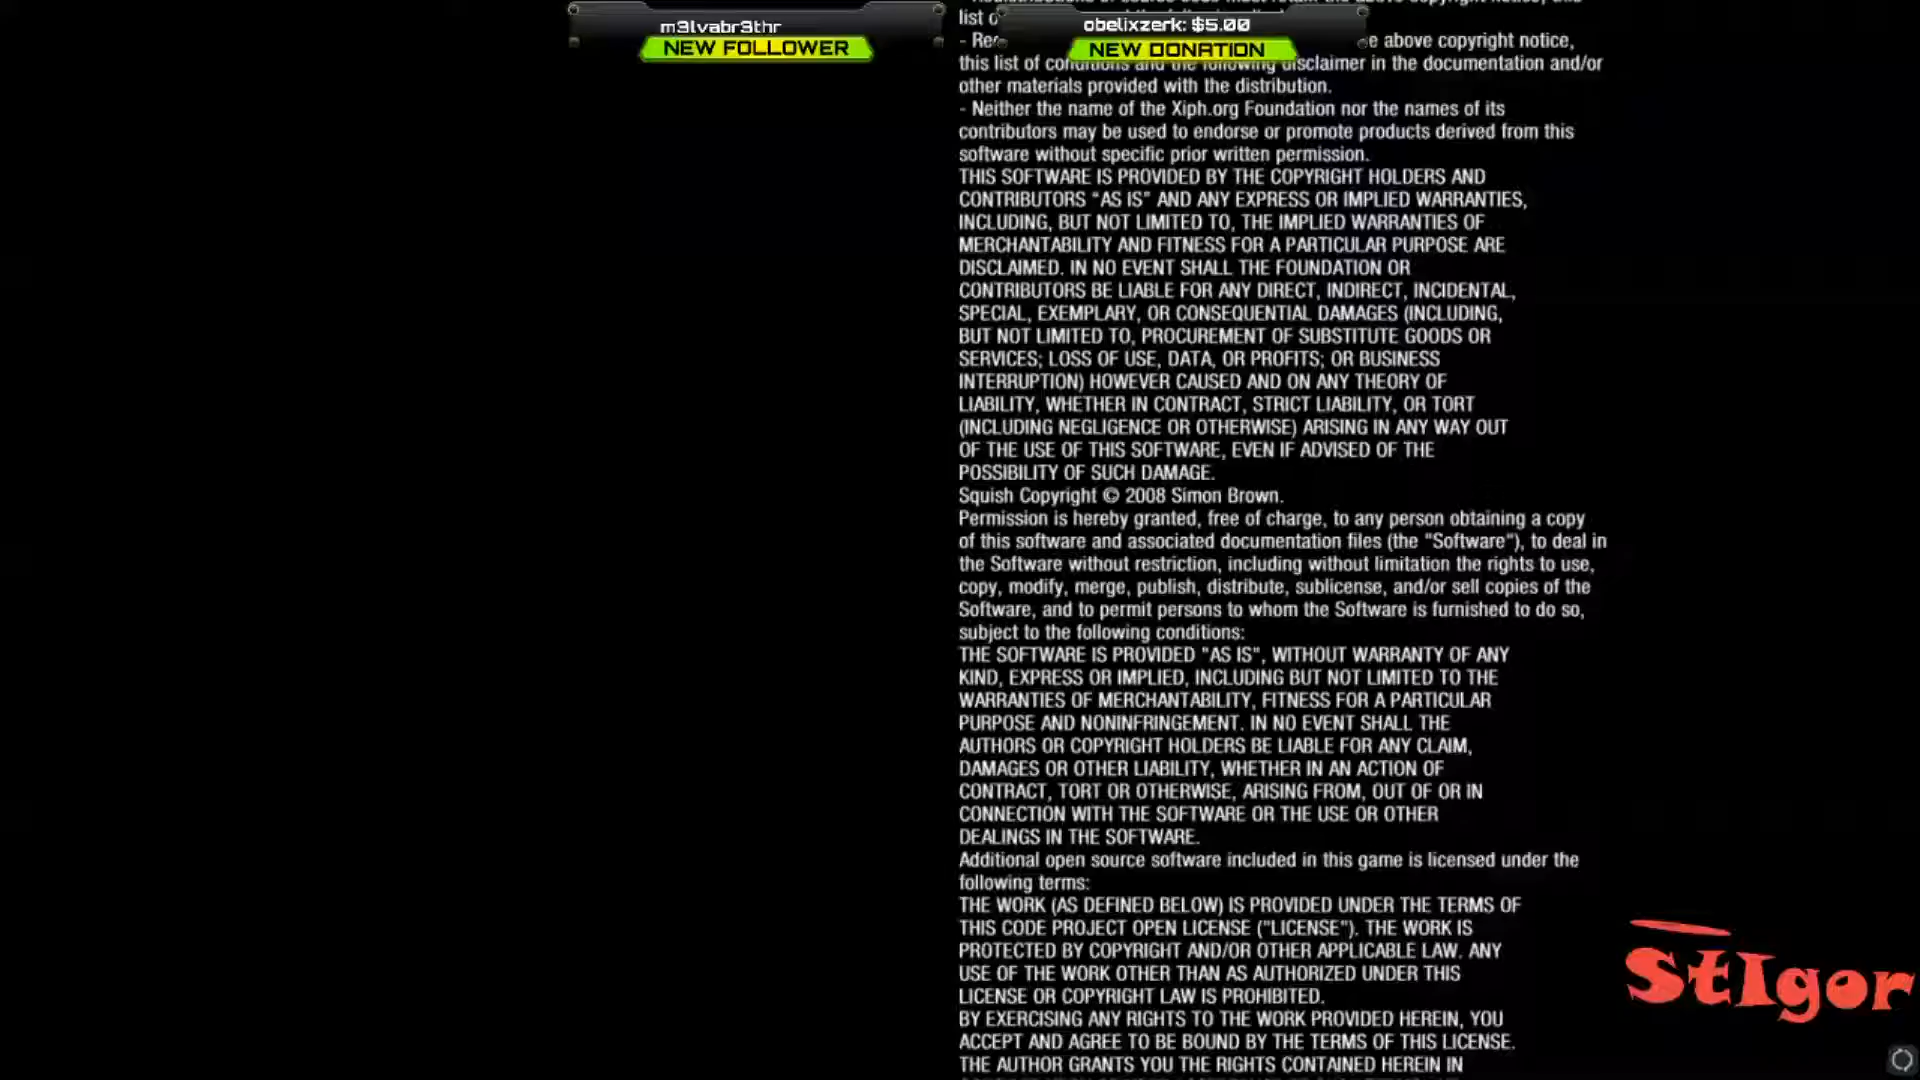 m3lvabr3thr
NEW FOLLOWER
obelixzerk: $5.00
NEW DONATION
list o
- Re
e above copyright notice,
this list of conditions and the following disclaimer in the documentation and/or
other materials provided with the distribution.
- Neither the name of the Xiph.org Foundation nor the names of its
contributors may be used to endorse or promote products derived from this
software without specific prior written permission.
THIS SOFTWARE IS PROVIDED BY THE COPYRIGHT HOLDERS AND
CONTRIBUTORS “AS IS” AND ANY EXPRESS OR IMPLIED WARRANTIES,
INCLUDING, BUT NOT LIMITED TO, THE IMPLIED WARRANTIES OF
MERCHANTABILITY AND FITNESS FOR A PARTICULAR PURPOSE ARE
DISCLAIMED. IN NO EVENT SHALL THE FOUNDATION OR
CONTRIBUTORS BE LIABLE FOR ANY DIRECT, INDIRECT, INCIDENTAL,
SPECIAL, EXEMPLARY, OR CONSEQUENTIAL DAMAGES (INCLUDING,
BUT NOT LIMITED TO, PROCUREMENT OF SUBSTITUTE GOODS OR
SERVICES; LOSS OF USE, DATA, OR PROFITS; OR BUSINESS
INTERRUPTION) HOWEVER CAUSED AND ON ANY THEORY OF
LIABILITY, WHETHER IN CONTRACT, STRICT LIABILITY, OR TORT
(INCLUDING NEGLIGENCE OR OTHERWISE) ARISING IN ANY WAY OUT
OF THE USE OF THIS SOFTWARE, EVEN IF ADVISED OF THE
POSSIBILITY OF SUCH DAMAGE.
Squish Copyright © 2008 Simon Brown.
Permission is hereby granted, free of charge, to any person obtaining a copy
of this software and associated documentation files (the "Software"), to deal in
the Software without restriction, including without limitation the rights to use,
copy, modify, merge, publish, distribute, sublicense, and/or sell copies of the
Software, and to permit persons to whom the Software is furnished to do so,
subject to the following conditions:
THE SOFTWARE IS PROVIDED "AS IS", WITHOUT WARRANTY OF ANY
KIND, EXPRESS OR IMPLIED, INCLUDING BUT NOT LIMITED TO THE
WARRANTIES OF MERCHANTABILITY, FITNESS FOR A PARTICULAR
PURPOSE AND NONINFRINGEMENT. IN NO EVENT SHALL THE
AUTHORS OR COPYRIGHT HOLDERS BE LIABLE FOR ANY CLAIM,
DAMAGES OR OTHER LIABILITY, WHETHER IN AN ACTION OF
CONTRACT, TORT OR OTHERWISE, ARISING FROM, OUT OF OR IN
CONNECTION WITH THE SOFTWARE OR THE USE OR OTHER
DEALINGS IN THE SOFTWARE.
Additional open source software included in this game is licensed under the
following terms:
THE WORK (AS DEFINED BELOW) IS PROVIDED UNDER THE TERMS OF
THIS CODE PROJECT OPEN LICENSE ("LICENSE"). THE WORK IS
PROTECTED BY COPYRIGHT AND/OR OTHER APPLICABLE LAW. ANY
USE OF THE WORK OTHER THAN AS AUTHORIZED UNDER THIS
LICENSE OR COPYRIGHT LAW IS PROHIBITED.
BY EXERCISING ANY RIGHTS TO THE WORK PROVIDED HEREIN, YOU
ACCEPT AND AGREE TO BE BOUND BY THE TERMS OF THIS LICENSE.
THE AUTHOR GRANTS YOU THE RIGHTS CONTAINED HEREIN IN
StIgor